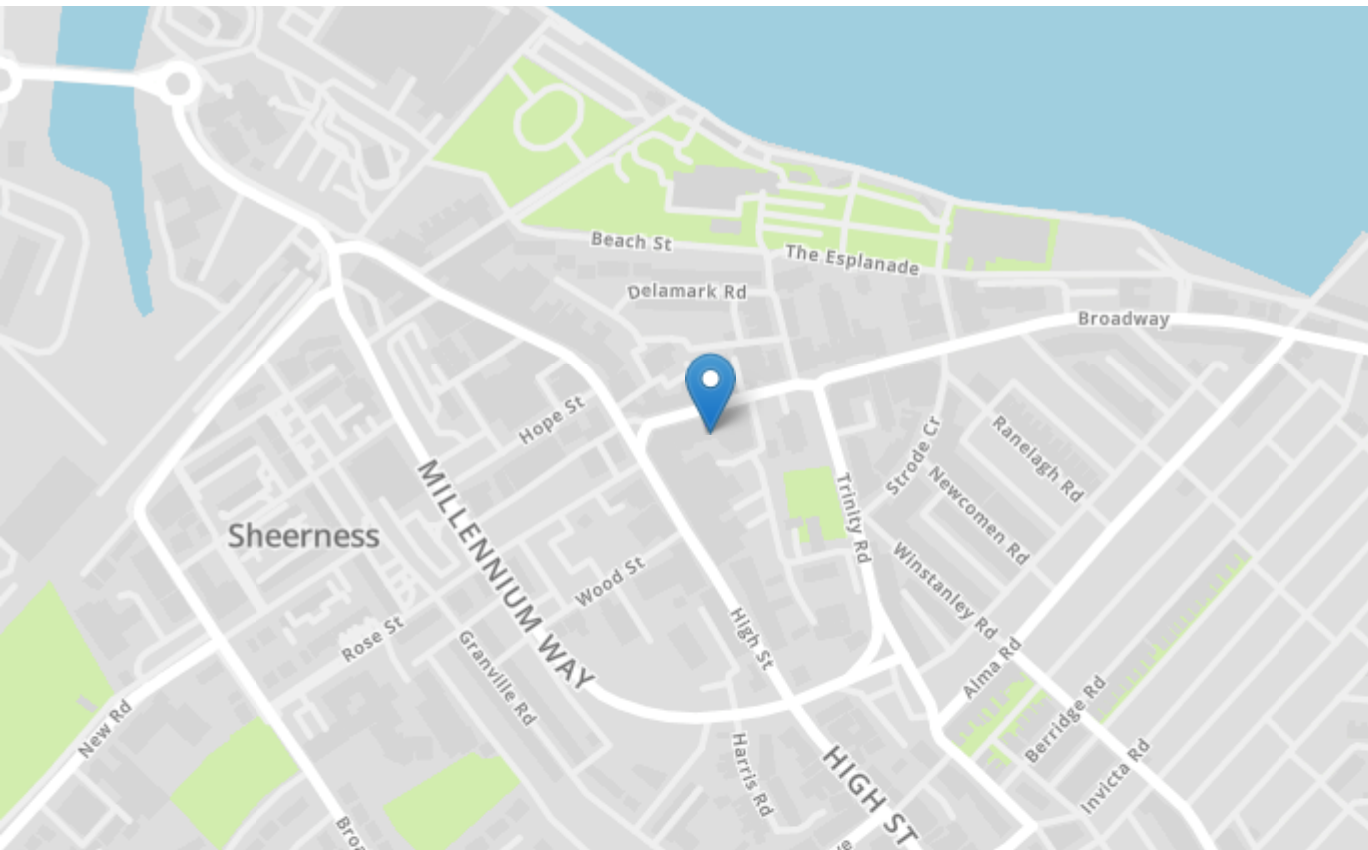 Beach St
The Esplanade
Delamark Rd
Broadway
Hope St
Ranelagh Rd
Strode Cr
Newcomen Rd
MILLENNIUM WAY
Trinity Rd
Sheerness
Winstanley Rd
Wood St
High St
Rose St
Granville Rd
Alma Rd
Berridge Rd
New Rd
Harris Rd
Invicta Rd
HIGH ST
Broa